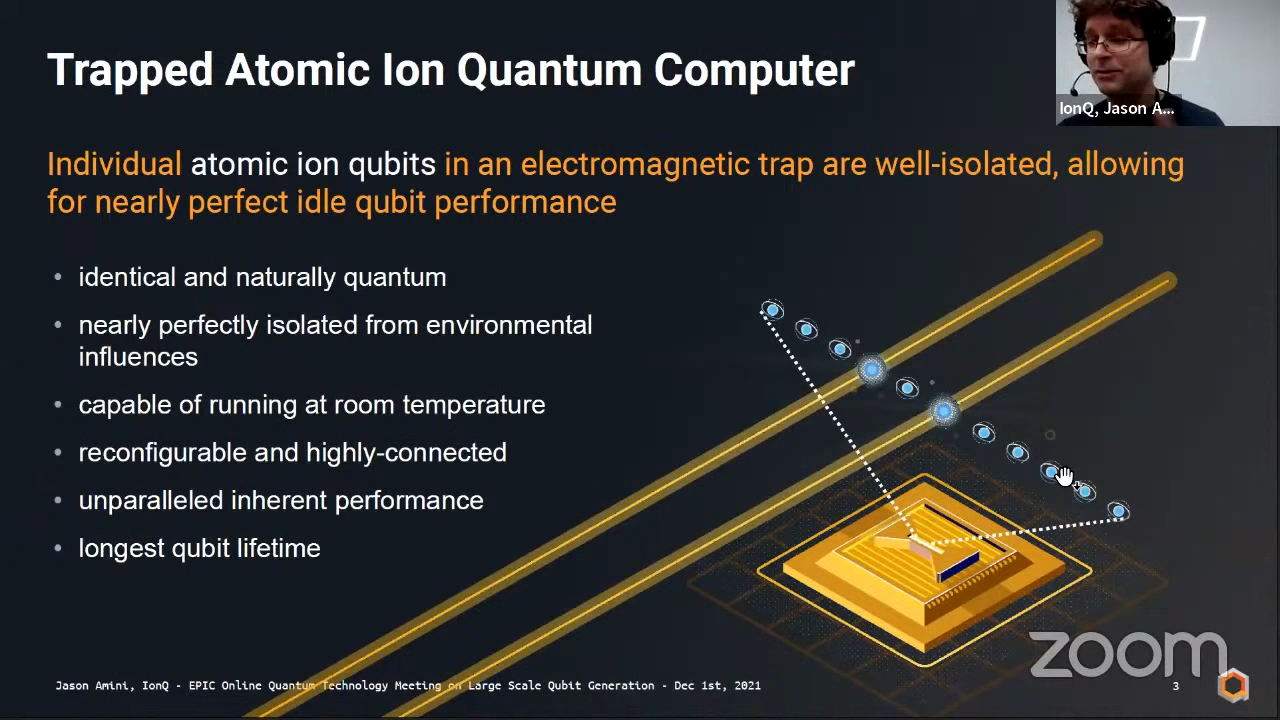 Trapped Atomic Ion Quantum Computer
IonQ, Jason A...
Individual atomic ion qubits in an electromagnetic trap are well-isolated, allowing
for nearly perfect idle qubit performance
• identical and naturally quantum
• nearly perfectly isolated from environmental
influences
• capable of running at room temperature
• reconfigurable and highly-connected
• unparalleled inherent performance
• longest qubit lifetime
zoom
Jason Amini, IonQ - EPIC Online Quantum Technology Meeting on Large Scale Qubit Generation - Dec 1st, 2021
3